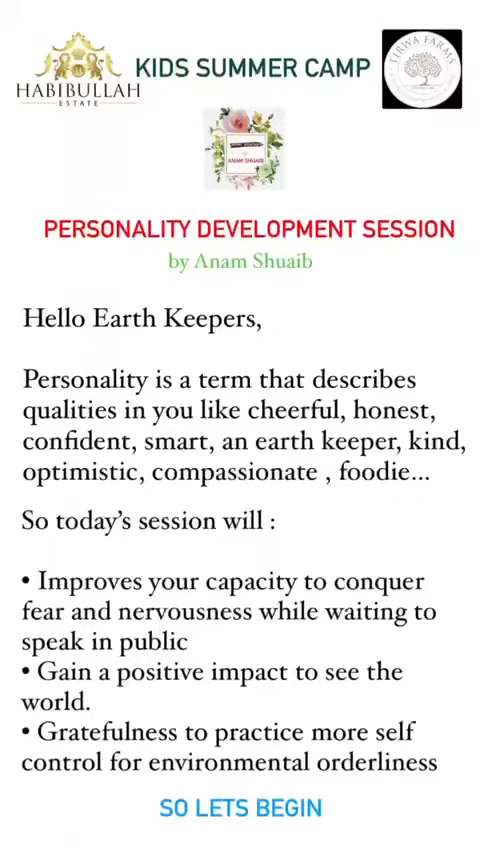 HABIBULLAH
ESTATE
KIDS SUMMER CAMP
TIRWA FARMS
ANAM SHUAIB
PERSONALITY DEVELOPMENT SESSION
by Anam Shuaib
Hello Earth Keepers,
Personality is a term that describes
qualities in you like cheerful, honest,
confident, smart, an earth keeper, kind,
optimistic, compassionate , foodie...
So today's session will :
• Improves your capacity to conquer
fear and nervousness while waiting to
speak in public
• Gain a positive impact to see the
world.
• Gratefulness to practice more self
control for environmental orderliness
SO LETS BEGIN